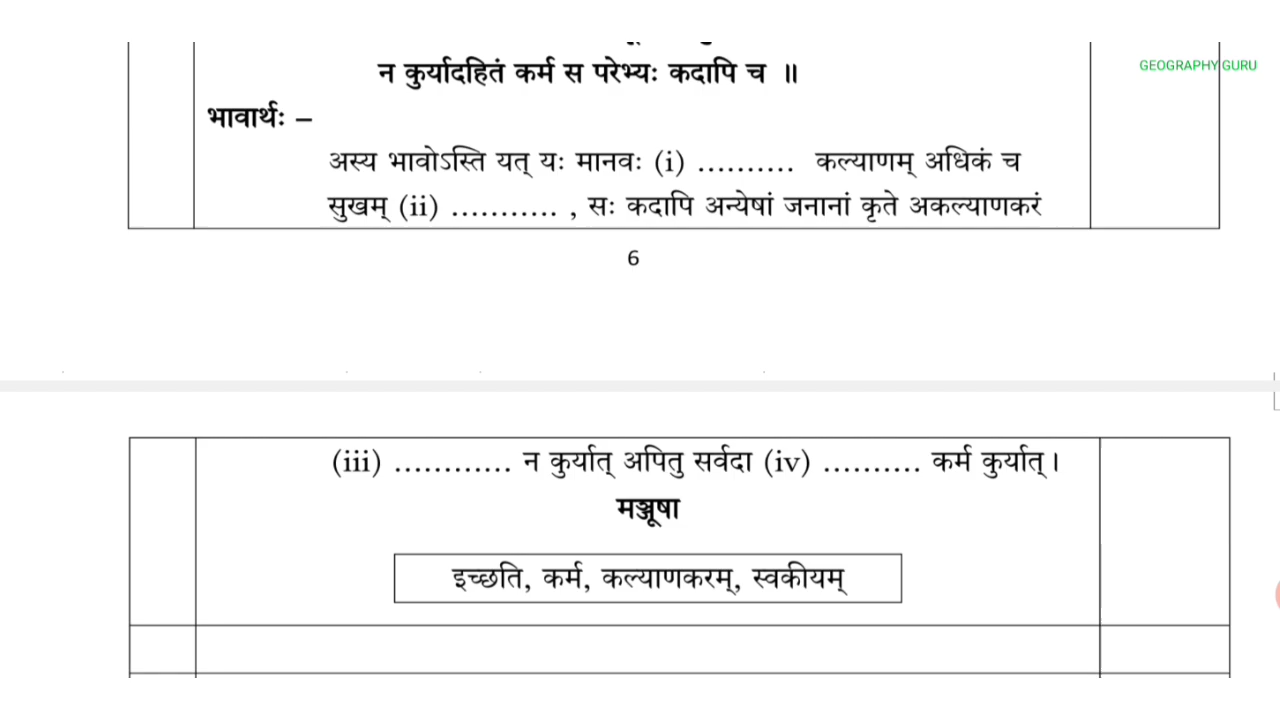 न कुर्यादहितं कर्म स परेभ्यः कदापि च ॥
GEOGRAPHY GURU
भावार्थः –
अस्य भावोऽस्ति यत् यः मानवः (i) .......... कल्याणम् अधिकं च
सुखम् (ii) ........... , सः कदापि अन्येषां जनानां कृते अकल्याणकरं
6
(iii) ............ न कुर्यात् अपितु सर्वदा (iv) .......... कर्म कुर्यात् ।
मञ्जूषा
इच्छति, कर्म, कल्याणकरम्, स्वकीयम्